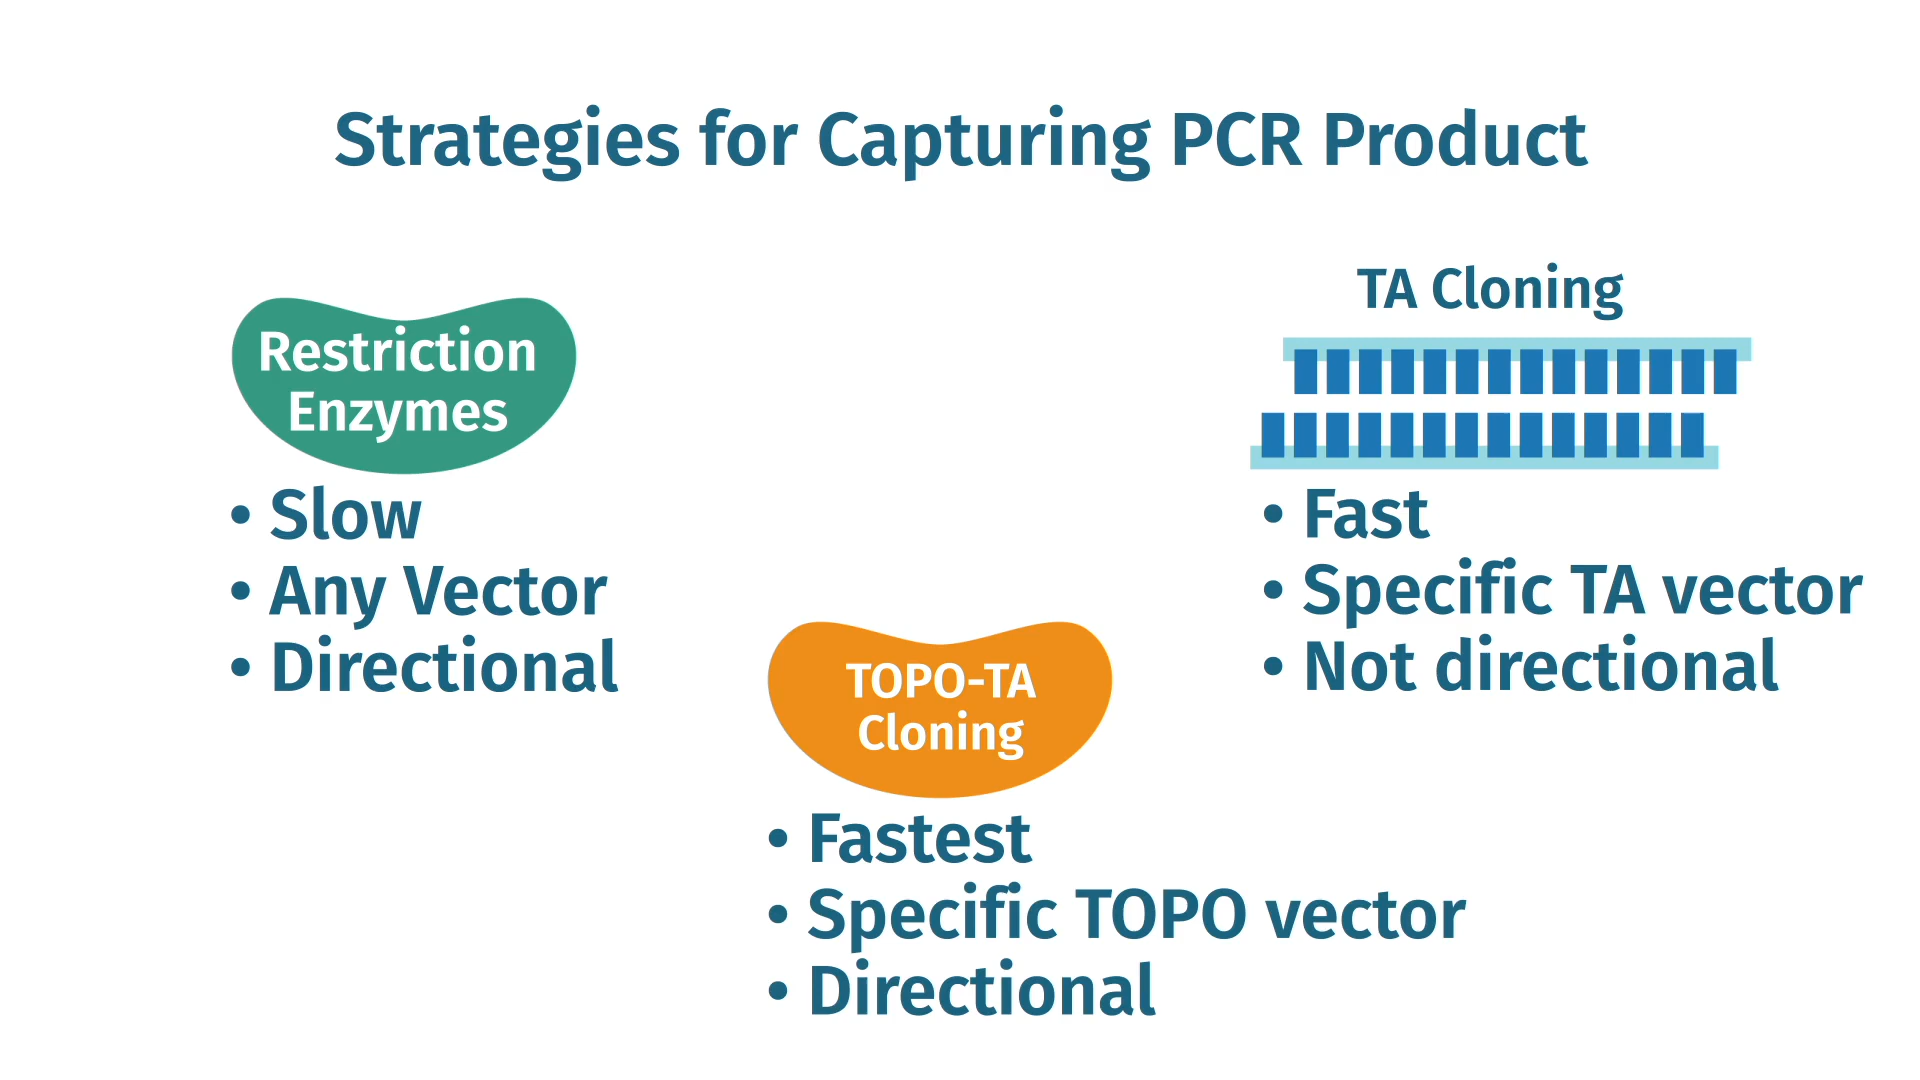 Strategies for Capturing PCR Product
Restriction
Enzymes
• Slow
• Any Vector
• Directional
TA Cloning
• Fast
• Specific TA vector
• Not directional
TOPO-TA
Cloning
• Fastest
• Specific TOPO vector
• Directional